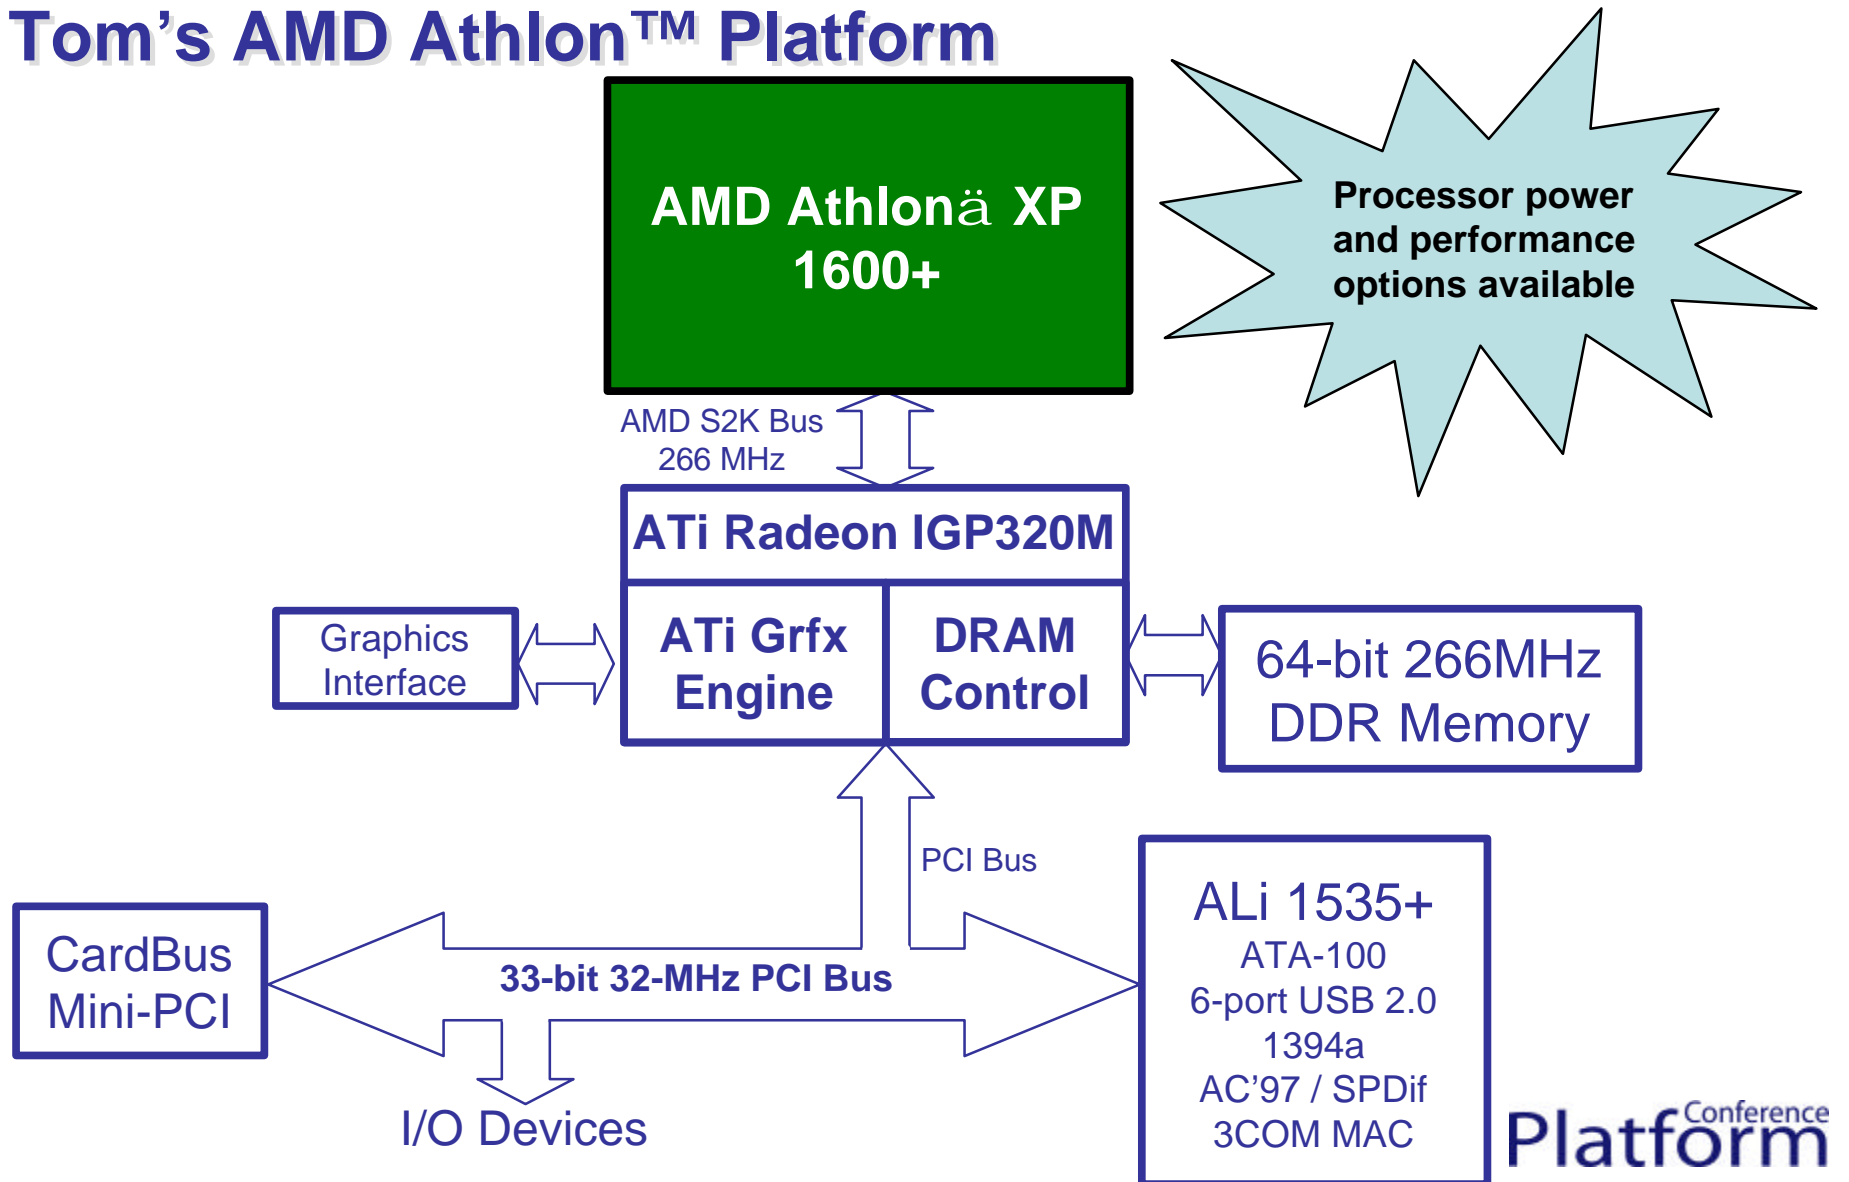 Tom’s AMD Athlon™ Platform
AMD Athlonä XP
1600+
Processor power
and performance
options available
AMD S2K Bus
266 MHz
ATi Radeon IGP320M
Graphics
Interface
ATi Grfx
Engine
DRAM
Control
64-bit 266MHz
DDR Memory
PCI Bus
CardBus
Mini-PCI
33-bit 32-MHz PCI Bus
ALi 1535+
ATA-100
6-port USB 2.0
1394a
AC’97 / SPDif
3COM MAC
I/O Devices
Platform Conference